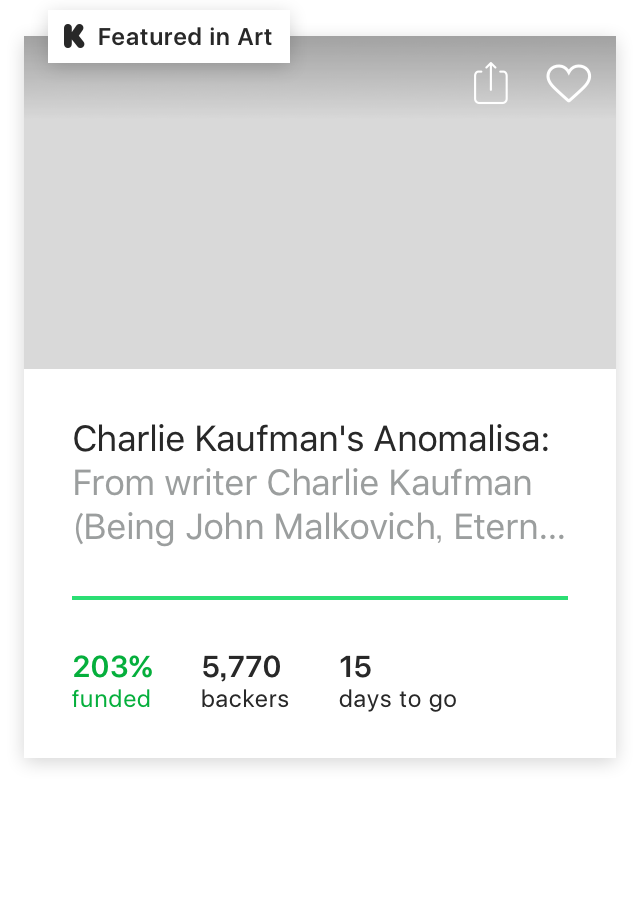 Featured in Art
Charlie Kaufman's Anomalisa:
From writer Charlie Kaufman
(Being John Malkovich, Etern...
203% 5,770 15
funded backers days to go